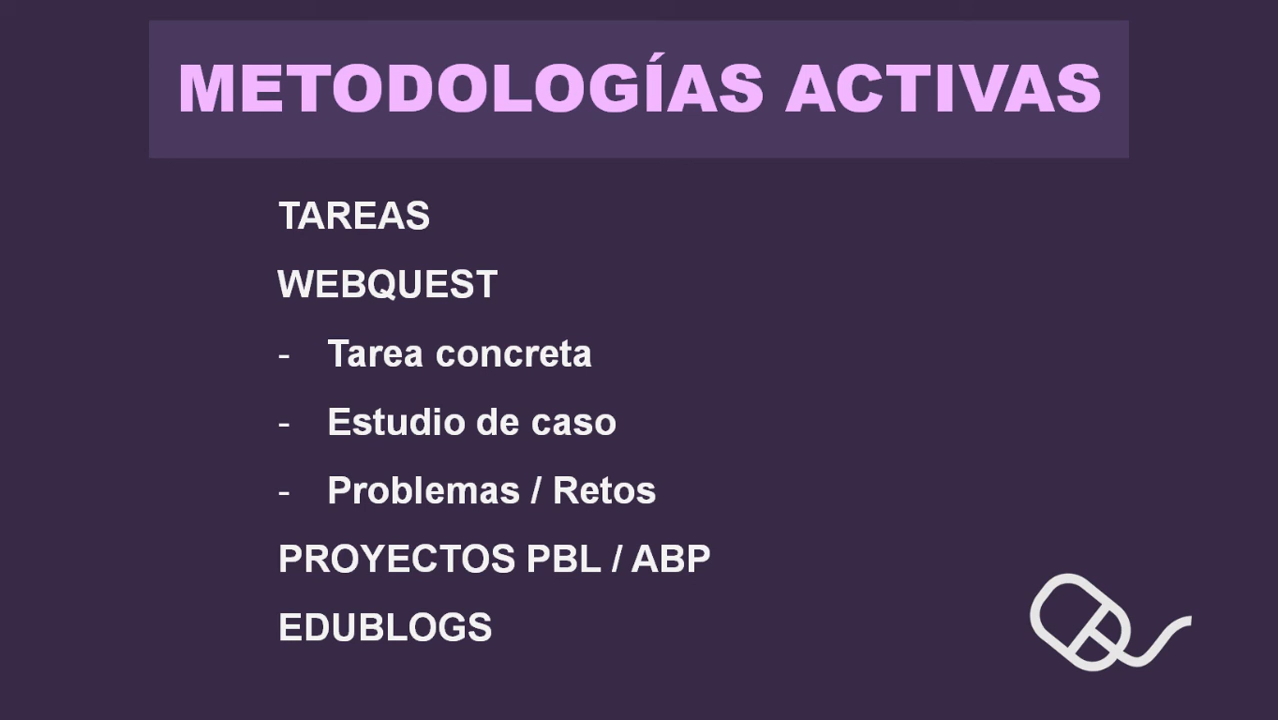 METODOLOGÍAS ACTIVAS
TAREAS
WEBQUEST
- Tarea concreta
- Estudio de caso
- Problemas / Retos
PROYECTOS PBL / ABP
EDUBLOGS